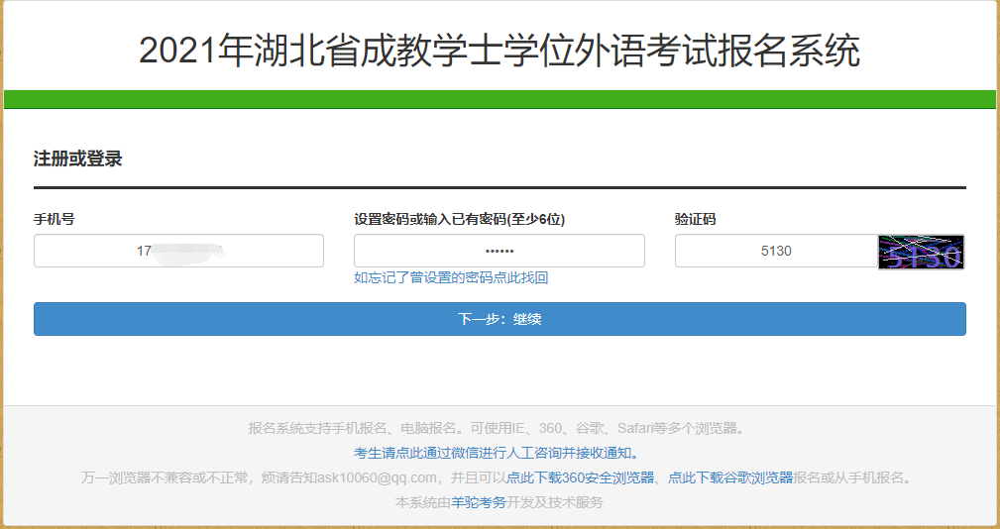 2021年湖北省成教学士学位外语考试报名系统
注册或登录
手机号 设置密码或输入已有密码(至少6位) 验证码
17 •••••• 5130 5130
如忘记了曾设置的密码点此找回
下一步：继续
报名系统支持手机报名、电脑报名。可使用IE、360、谷歌、Safari等多个浏览器。
考生请点此通过微信进行人工咨询并接收通知。
万一浏览器不兼容或不正常，烦请告知ask10060@qq.com，并且可以点此下载360安全浏览器、点此下载谷歌浏览器报名或从手机报名。
本系统由羊驼考务开发及技术服务